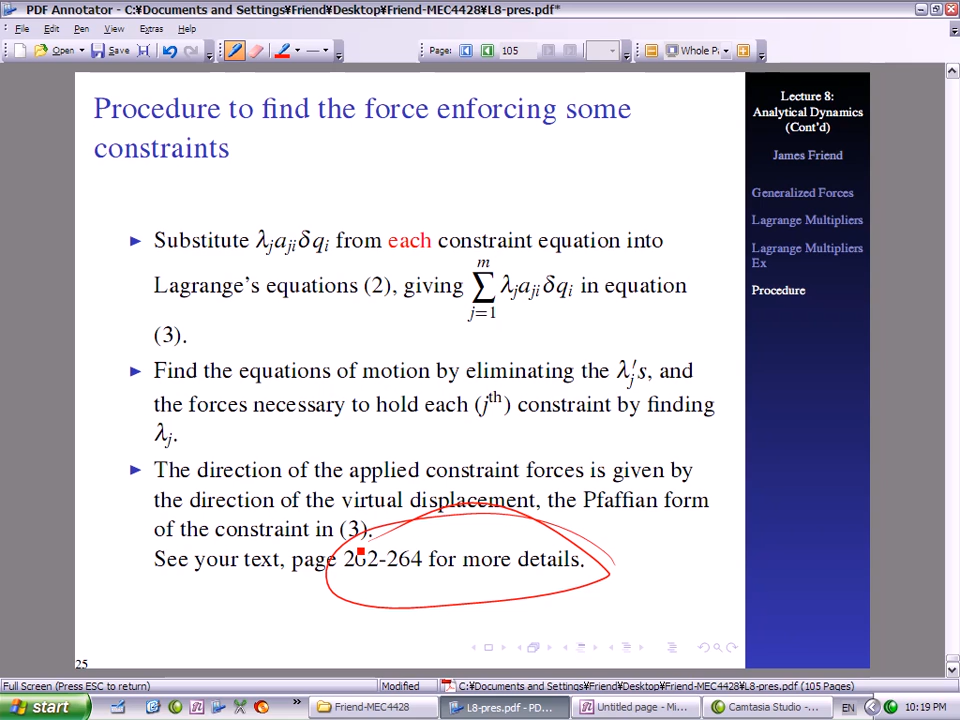 PDF Annotator - C:¥Documents and Settings¥Friend¥Desktop¥Friend-MEC4428¥L8-pres.pdf*
File Edit View Pen Extras Help
Open Save Page: 105 Whole P
Procedure to find the force enforcing some
constraints
Substitute λjajiδqi from each constraint equation into
Lagrange's equations (2), giving m∑j=1 λjajiδqi in equation
(3).
Find the equations of motion by eliminating the λ′js, and
the forces necessary to hold each (jth) constraint by finding
λj.
The direction of the applied constraint forces is given by
the direction of the virtual displacement, the Pfaffian form
of the constraint in (3).
See your text, page 262-264 for more details.
25
Lecture 8:
Analytical Dynamics
(Cont'd)
James Friend
Generalized Forces
Lagrange Multipliers
Lagrange Multipliers
Ex
Procedure
Full Screen (Press ESC to return) Modified C:¥Documents and Settings¥Friend¥Desktop¥Friend-MEC4428¥L8-pres.pdf (105 Pages)
start Friend-MEC4428 L8-pres.pdf - PD... Untitled page - Mi... Camtasia Studio -... EN 10:19 PM